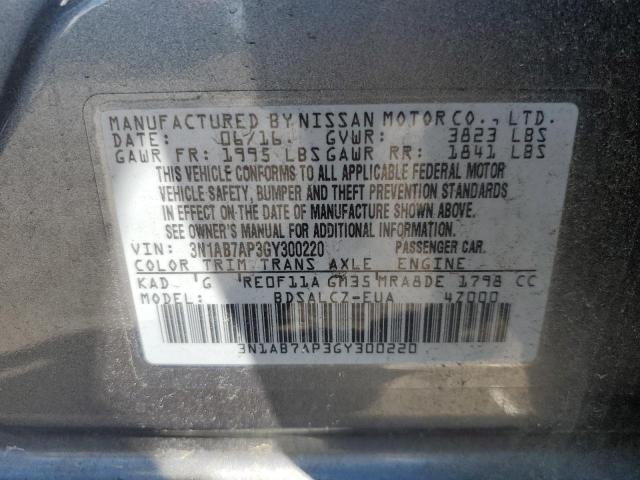 MANUFACTURED BY NISSAN MOTOR CO., LTD.
DATE: 06/16 GVWR: 3823 LBS
GAWR FR: 1995 LBS GAWR RR: 1841 LBS
THIS VEHICLE CONFORMS TO ALL APPLICABLE FEDERAL MOTOR
VEHICLE SAFETY, BUMPER AND THEFT PREVENTION STANDARDS
IN EFFECT ON THE DATE OF MANUFACTURE SHOWN ABOVE.
SEE OWNER'S MANUAL FOR ADDITIONAL INFORMATION.
VIN: 3N1AB7AP3GY300220 PASSENGER CAR.
COLOR TRIM TRANS AXLE ENGINE
KAD G RE0F11A GM35 MRA8DE 1798 CC
MODEL: BDSALCZ-EUA 4Z000
3N1AB7AP3GY300220